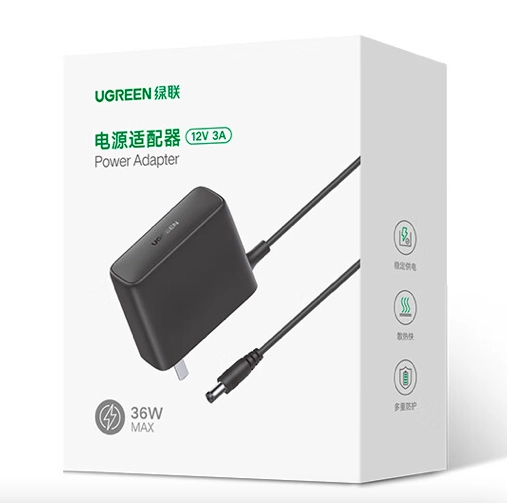 UGREEN 绿联
电源适配器 12V 3A
Power Adapter
UGREEN
36W
MAX
稳定供电
散热快
多重防护